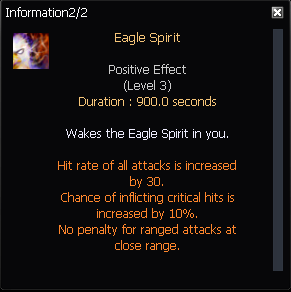 Information2/2
Eagle Spirit
Positive Effect
(Level 3)
Duration : 900.0 seconds
Wakes the Eagle Spirit in you.
Hit rate of all attacks is increased
by 30.
Chance of inflicting critical hits is
increased by 10%.
No penalty for ranged attacks at
close range.